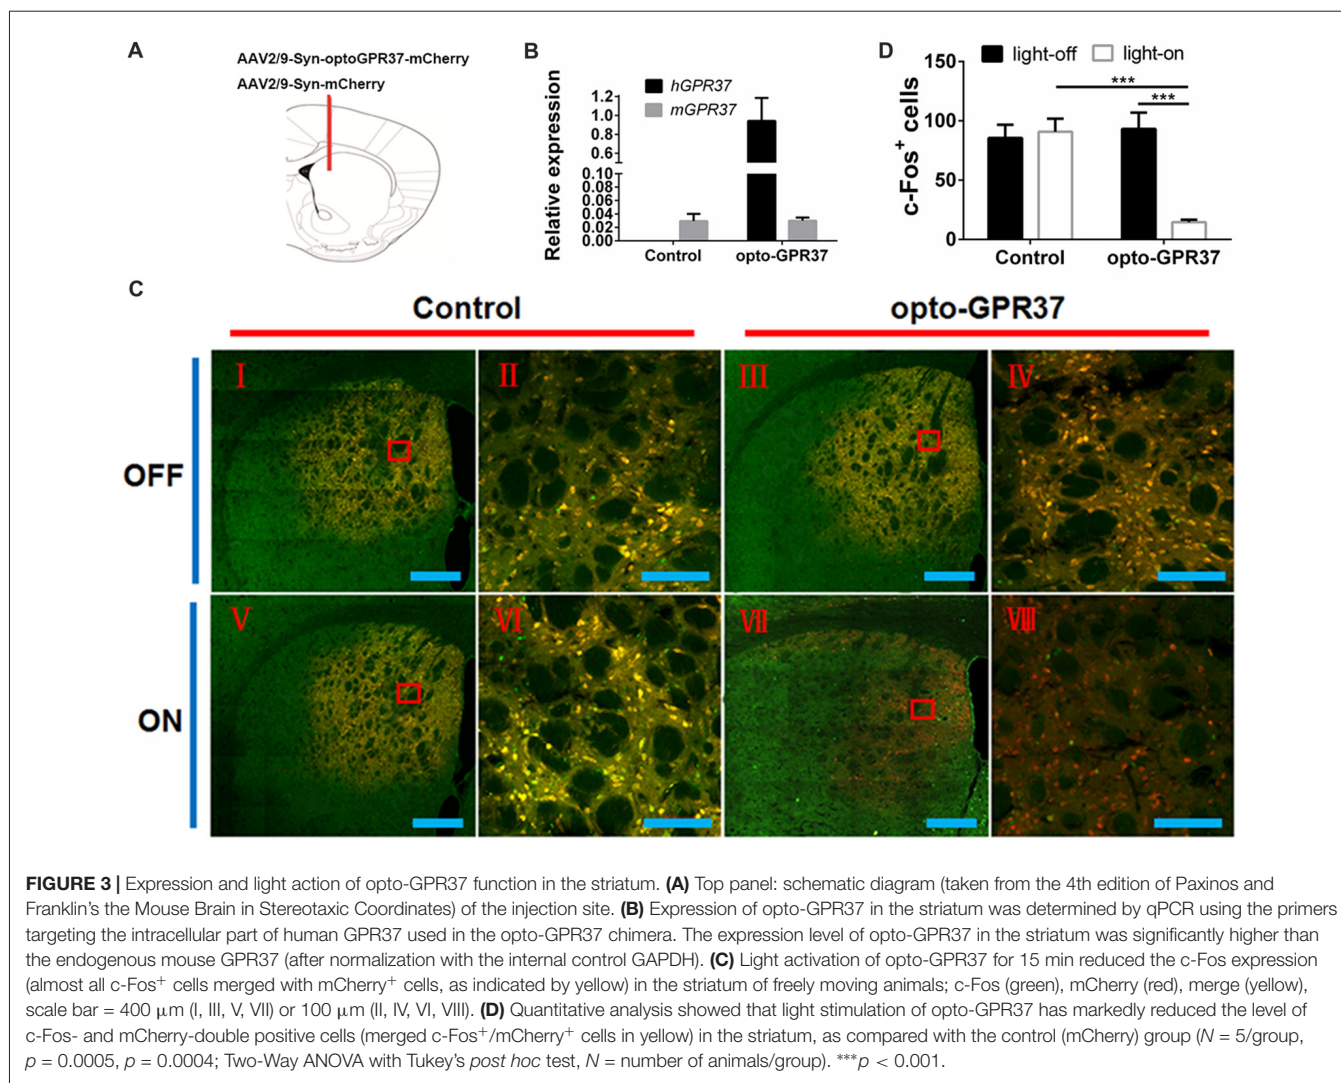 A
AAV2/9-Syn-optoGPR37-mCherry
AAV2/9-Syn-mCherry
B
hGPR37
mGPR37
Relative expression
1.2
1.0
0.8
0.6
0.10
0.08
0.06
0.04
0.02
0.00
Control
opto-GPR37
D
light-off
light-on
c-Fos⁺ cells
150
100
50
0
***
***
Control
opto-GPR37
C
Control
opto-GPR37
OFF
I
II
III
IV
ON
V
VI
VII
VIII
FIGURE 3 | Expression and light action of opto-GPR37 function in the striatum. (A) Top panel: schematic diagram (taken from the 4th edition of Paxinos and
Franklin's the Mouse Brain in Stereotaxic Coordinates) of the injection site. (B) Expression of opto-GPR37 in the striatum was determined by qPCR using the primers
targeting the intracellular part of human GPR37 used in the opto-GPR37 chimera. The expression level of opto-GPR37 in the striatum was significantly higher than
the endogenous mouse GPR37 (after normalization with the internal control GAPDH). (C) Light activation of opto-GPR37 for 15 min reduced the c-Fos expression
(almost all c-Fos⁺ cells merged with mCherry⁺ cells, as indicated by yellow) in the striatum of freely moving animals; c-Fos (green), mCherry (red), merge (yellow),
scale bar = 400 μm (I, III, V, VII) or 100 μm (II, IV, VI, VIII). (D) Quantitative analysis showed that light stimulation of opto-GPR37 has markedly reduced the level of
c-Fos- and mCherry-double positive cells (merged c-Fos⁺/mCherry⁺ cells in yellow) in the striatum, as compared with the control (mCherry) group (N = 5/group,
p = 0.0005, p = 0.0004; Two-Way ANOVA with Tukey's post hoc test, N = number of animals/group). ***p < 0.001.